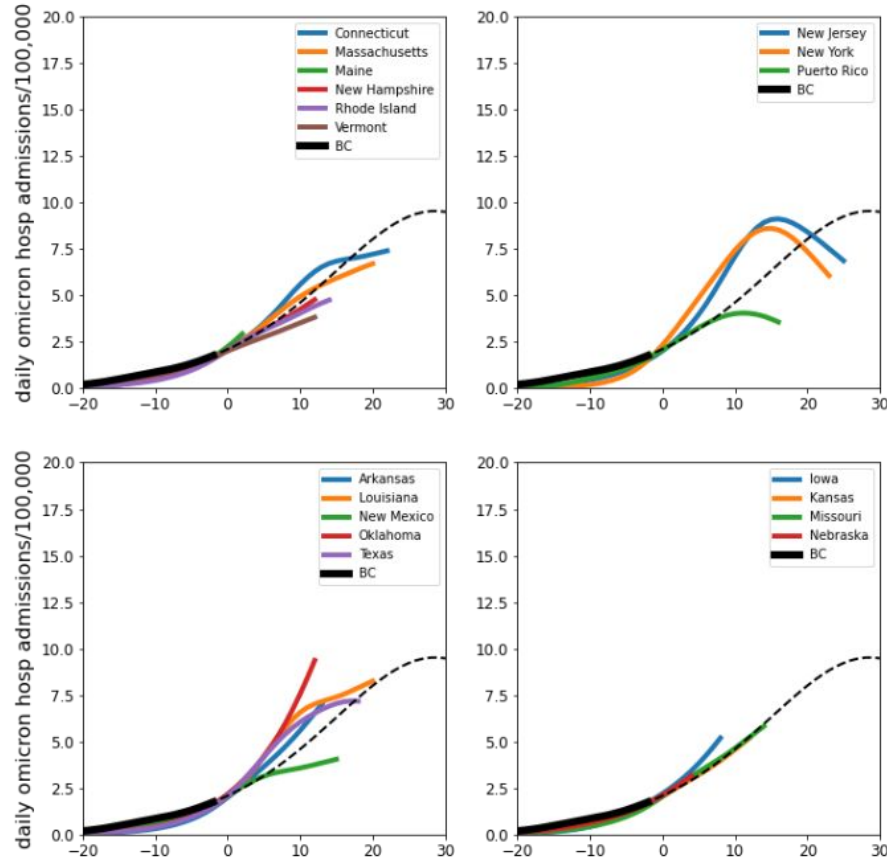 daily omicron hosp admissions/100,000
20.0
17.5
15.0
12.5
10.0
7.5
5.0
2.5
0.0
−20 −10 0 10 20 30
Connecticut
Massachusetts
Maine
New Hampshire
Rhode Island
Vermont
BC
20.0
17.5
15.0
12.5
10.0
7.5
5.0
2.5
0.0
−20 −10 0 10 20 30
New Jersey
New York
Puerto Rico
BC
daily omicron hosp admissions/100,000
20.0
17.5
15.0
12.5
10.0
7.5
5.0
2.5
0.0
−20 −10 0 10 20 30
Arkansas
Louisiana
New Mexico
Oklahoma
Texas
BC
20.0
17.5
15.0
12.5
10.0
7.5
5.0
2.5
0.0
−20 −10 0 10 20 30
Iowa
Kansas
Missouri
Nebraska
BC